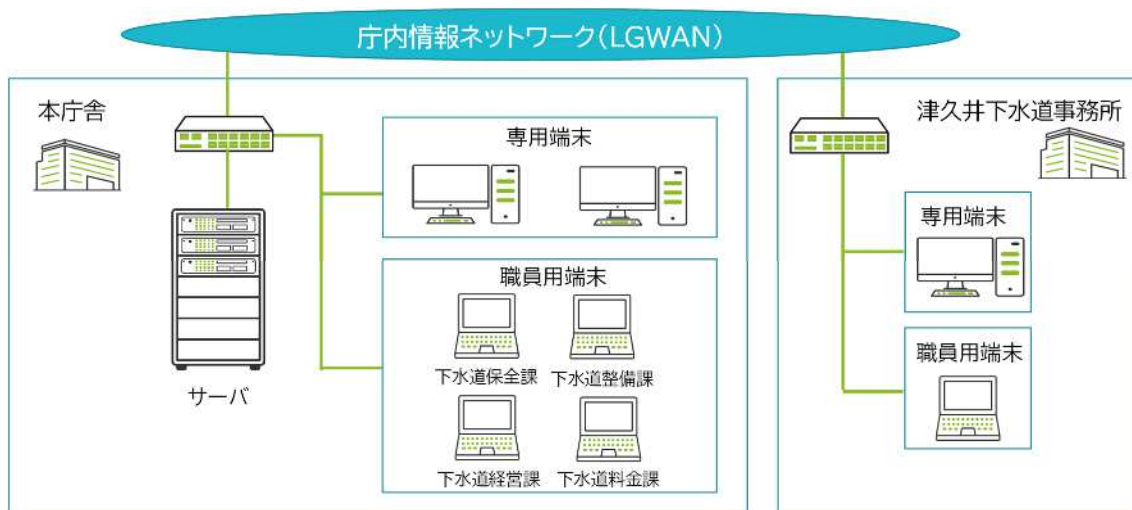 庁内情報ネットワーク(LGWAN)
本庁舎
専用端末
職員用端末
下水道保全課
下水道整備課
下水道経営課
下水道料金課
サーバ
津久井下水道事務所
専用端末
職員用端末